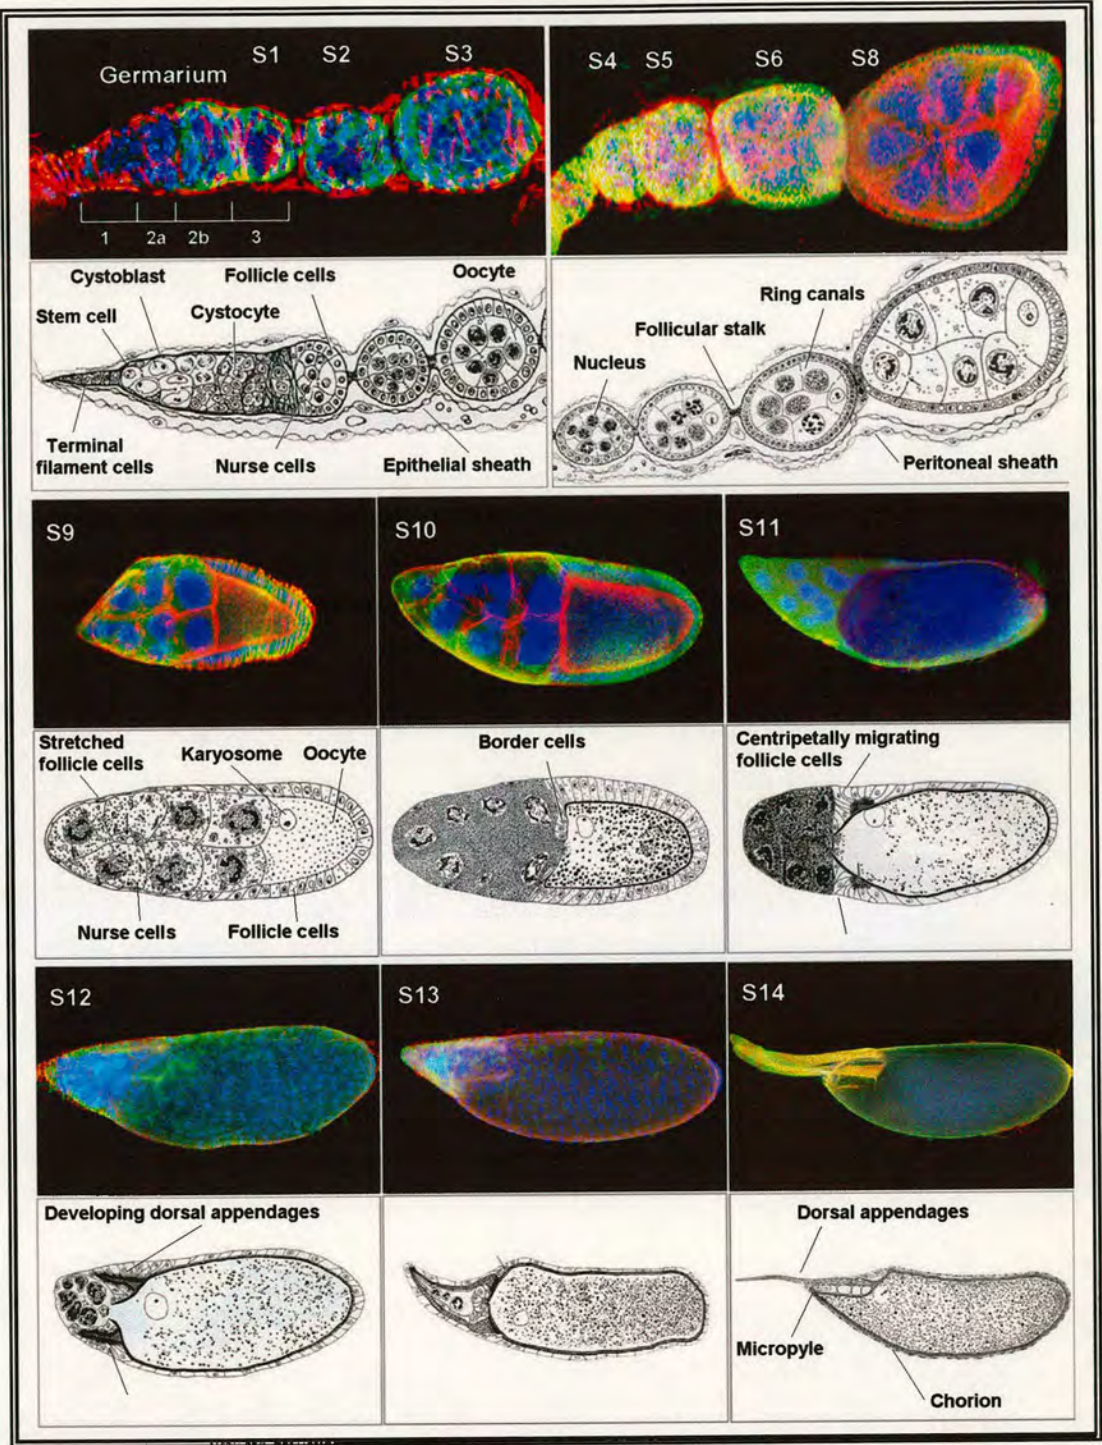 Germarium
S1
S2
S3
1
2a
2b
3
S4
S5
S6
S8
Cystoblast
Follicle cells
Oocyte
Stem cell
Cystocyte
Terminal
filament cells
Nurse cells
Epithelial sheath
Ring canals
Follicular stalk
Nucleus
Peritoneal sheath
S9
S10
S11
Stretched
follicle cells
Karyosome
Oocyte
Nurse cells
Follicle cells
Border cells
Centripetally migrating
follicle cells
S12
S13
S14
Developing dorsal appendages
Dorsal appendages
Micropyle
Chorion